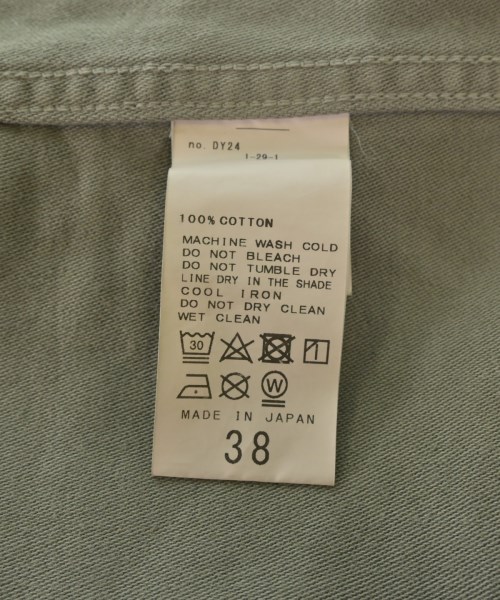 no. DY24
1-29-1
100% COTTON
MACHINE WASH COLD
DO NOT BLEACH
DO NOT TUMBLE DRY
LINE DRY IN THE SHADE
COOL IRON
DO NOT DRY CLEAN
WET CLEAN
30
W
MADE IN JAPAN
38